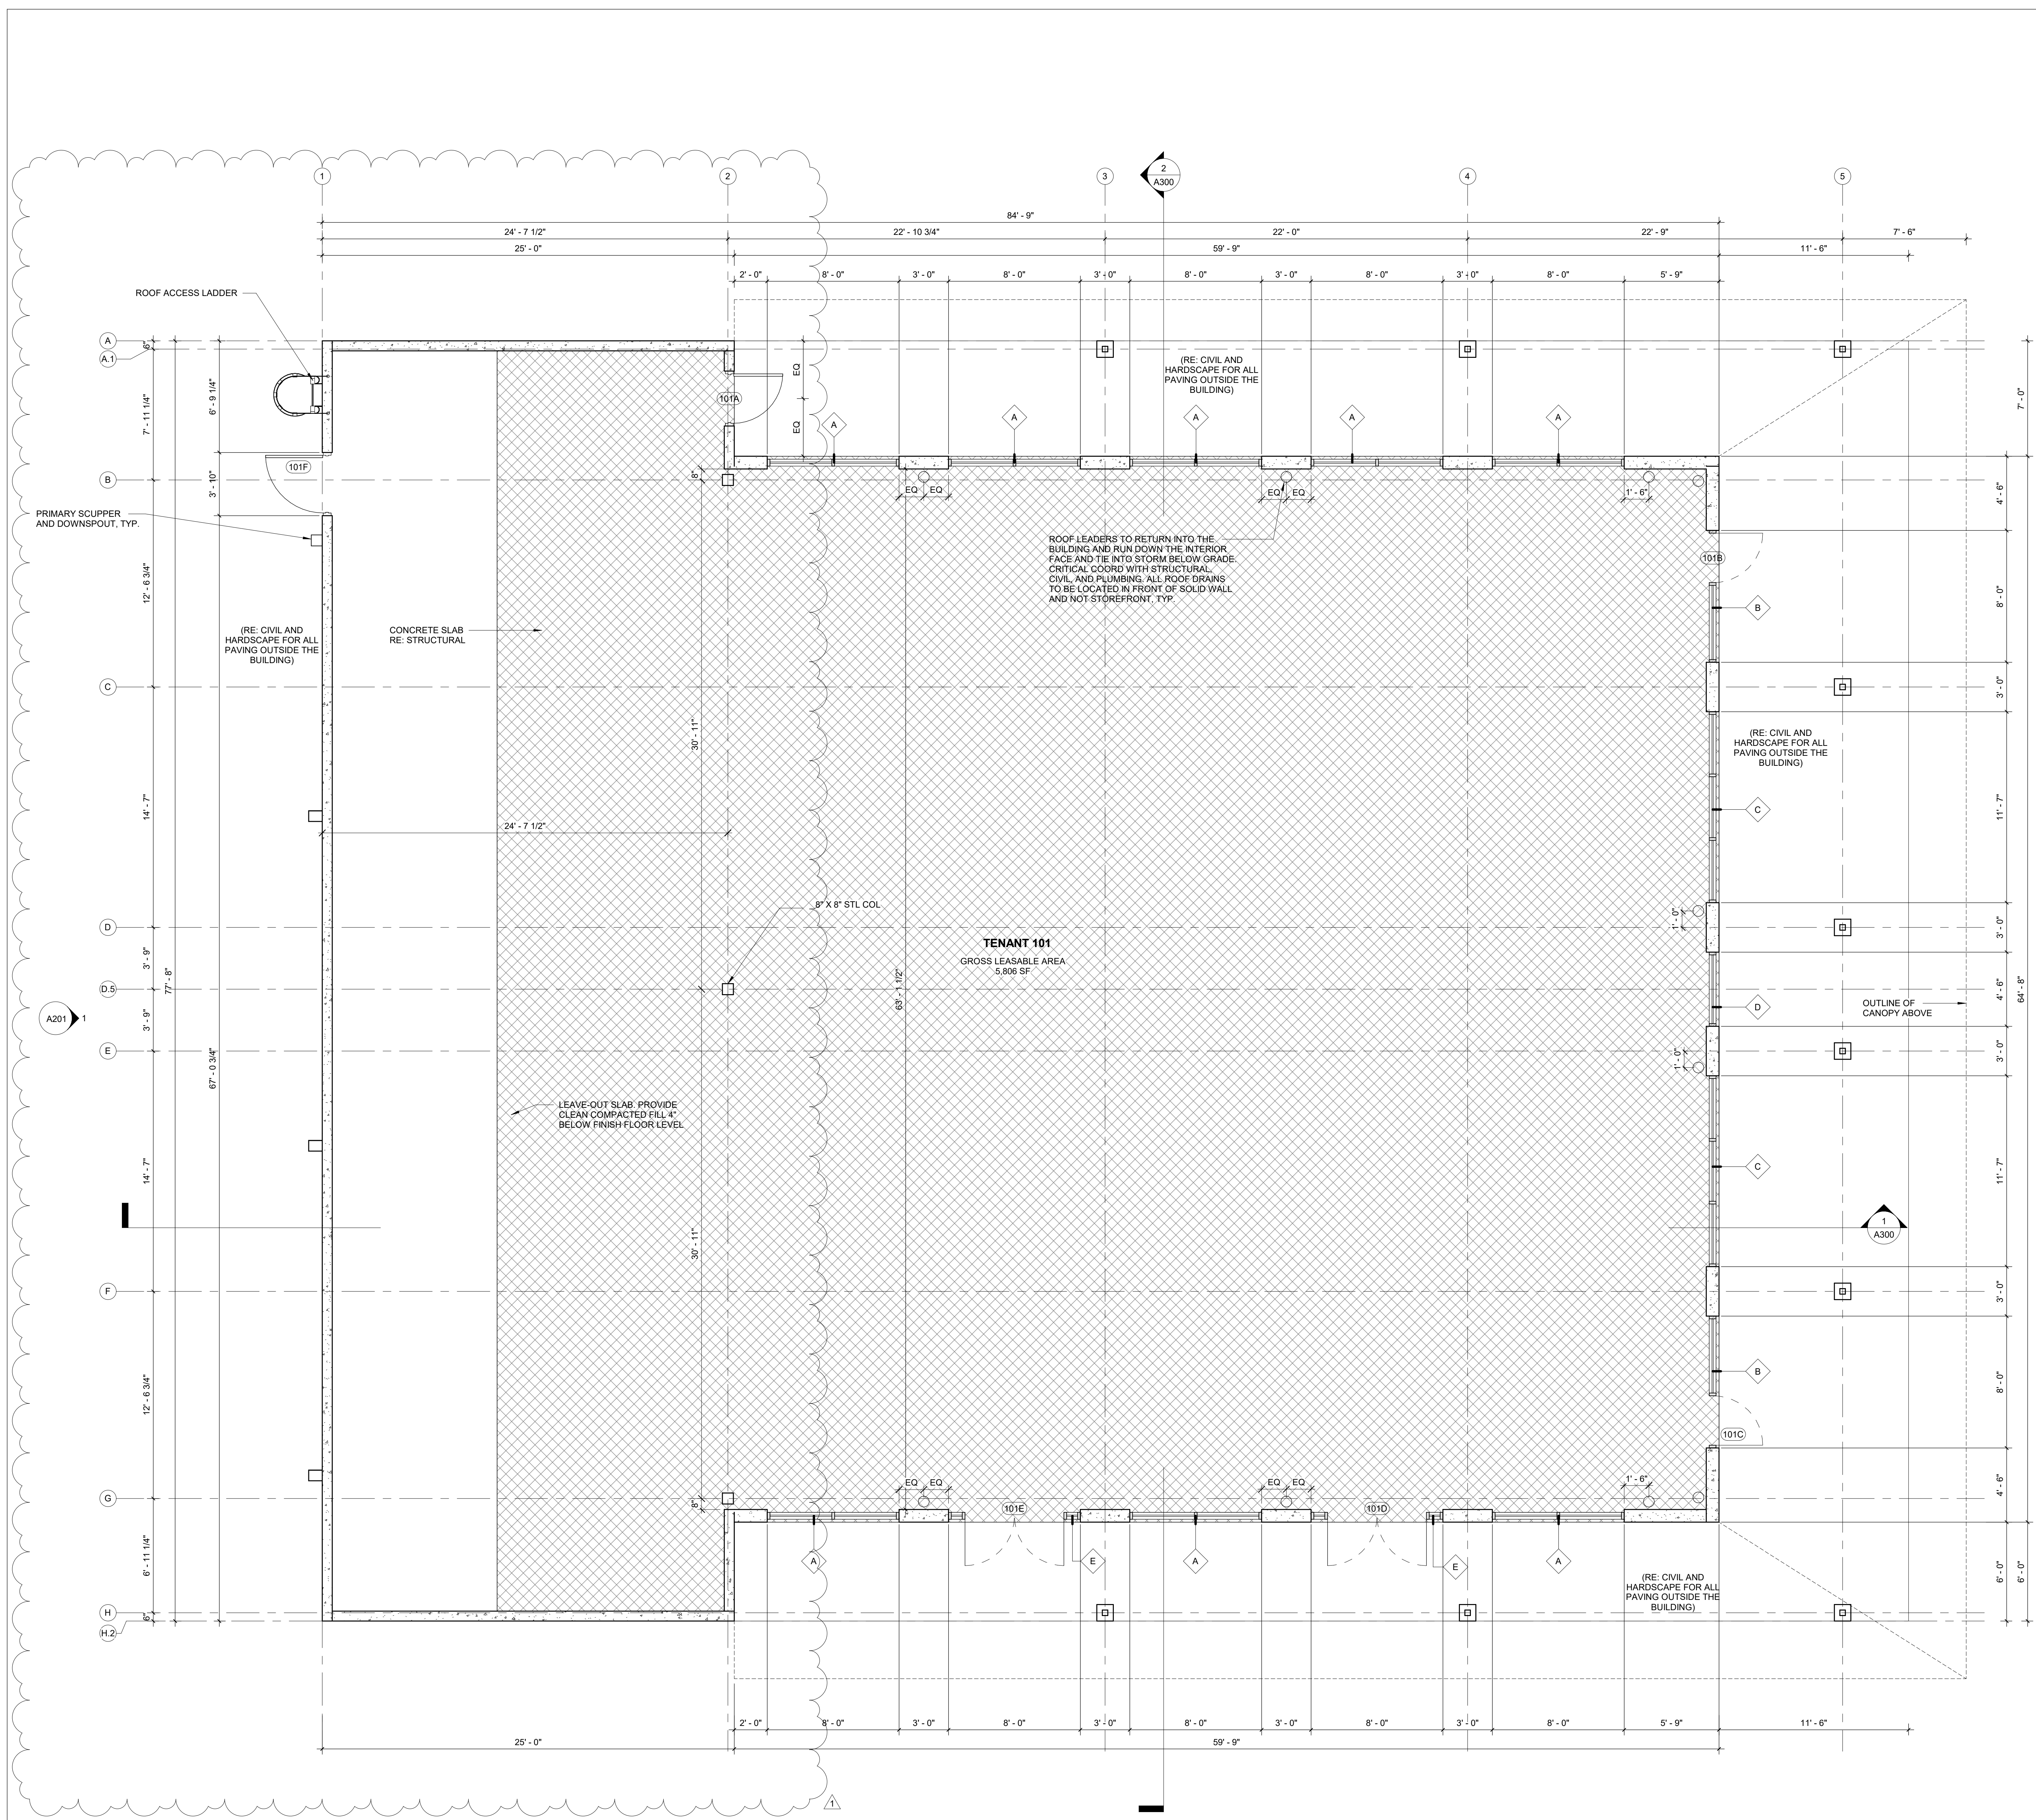 2
A300
1
2
3
4
5
84' - 9"
24' - 7 1/2"
22' - 10 3/4"
22' - 0"
22' - 9"
7' - 6"
25' - 0"
59' - 9"
11' - 6"
2' - 0"
8' - 0"
3' - 0"
8' - 0"
3' - 0"
8' - 0"
3' - 0"
8' - 0"
3' - 0"
8' - 0"
5' - 9"
ROOF ACCESS LADDER
A
A.1
6"
7' - 11 1/4"
6' - 9 1/4"
101A
EQ
EQ
(RE: CIVIL AND
HARDSCAPE FOR ALL
PAVING OUTSIDE THE
BUILDING)
7' - 0"
A
A
A
A
A
101F
3' - 10"
B
8"
EQ
EQ
EQ
EQ
1' - 6"
4' - 6"
PRIMARY SCUPPER
AND DOWNSPOUT, TYP.
ROOF LEADERS TO RETURN INTO THE
BUILDING AND RUN DOWN THE INTERIOR
FACE AND TIE INTO STORM BELOW GRADE.
CRITICAL COORD WITH STRUCTURAL,
CIVIL, AND PLUMBING. ALL ROOF DRAINS
TO BE LOCATED IN FRONT OF SOLID WALL
AND NOT STOREFRONT, TYP.
101B
12' - 6 3/4"
8' - 0"
B
(RE: CIVIL AND
HARDSCAPE FOR ALL
PAVING OUTSIDE THE
BUILDING)
CONCRETE SLAB
RE: STRUCTURAL
C
3' - 0"
30' - 11"
(RE: CIVIL AND
HARDSCAPE FOR ALL
PAVING OUTSIDE THE
BUILDING)
14' - 7"
C
11' - 7"
24' - 7 1/2"
8" X 8" STL COL
1' - 0"
D
3' - 0"
TENANT 101
GROSS LEASABLE AREA
5,806 SF
3' - 9"
77' - 8"
D.5
63' - 1 1/2"
4' - 6"
64' - 8"
D
OUTLINE OF
CANOPY ABOVE
A201
1
3' - 9"
E
67' - 0 3/4"
1' - 0"
3' - 0"
LEAVE-OUT SLAB. PROVIDE
CLEAN COMPACTED FILL 4"
BELOW FINISH FLOOR LEVEL
14' - 7"
C
11' - 7"
30' - 11"
1
A300
F
3' - 0"
B
12' - 6 3/4"
8' - 0"
101C
G
8"
EQ
EQ
EQ
EQ
1' - 6"
4' - 6"
101E
101D
6' - 11 1/4"
A
E
A
E
A
6' - 0"
6' - 0"
(RE: CIVIL AND
HARDSCAPE FOR ALL
PAVING OUTSIDE THE
BUILDING)
H
6"
H.2
2' - 0"
8' - 0"
3' - 0"
8' - 0"
3' - 0"
8' - 0"
3' - 0"
8' - 0"
3' - 0"
8' - 0"
5' - 9"
11' - 6"
25' - 0"
59' - 9"
1